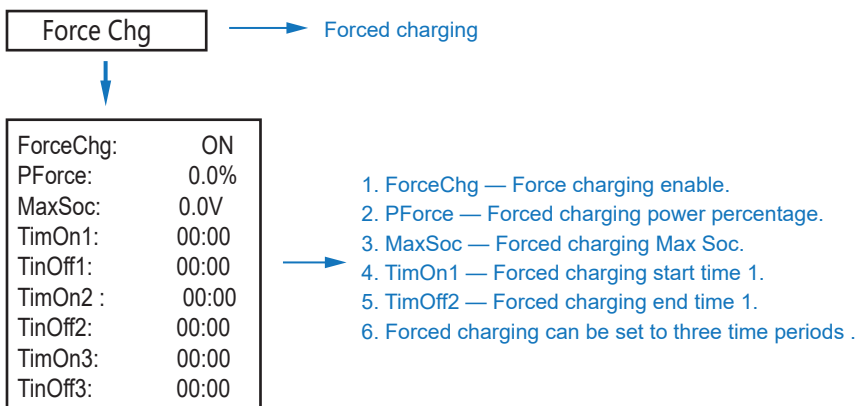 Force Chg
Forced charging
ForceChg: ON
PForce: 0.0%
MaxSoc: 0.0V
TimOn1: 00:00
TinOff1: 00:00
TimOn2 : 00:00
TinOff2: 00:00
TimOn3: 00:00
TinOff3: 00:00
1. ForceChg — Force charging enable.
2. PForce — Forced charging power percentage.
3. MaxSoc — Forced charging Max Soc.
4. TimOn1 — Forced charging start time 1.
5. TimOff2 — Forced charging end time 1.
6. Forced charging can be set to three time periods .